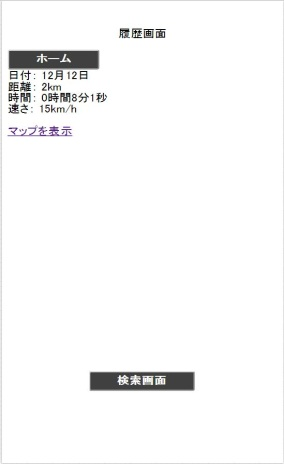 履歴画面
ホーム
日付: 12月12日
距離: 2km
時間: 0時間8分1秒
速さ: 15km/h
マップを表示
検索画面